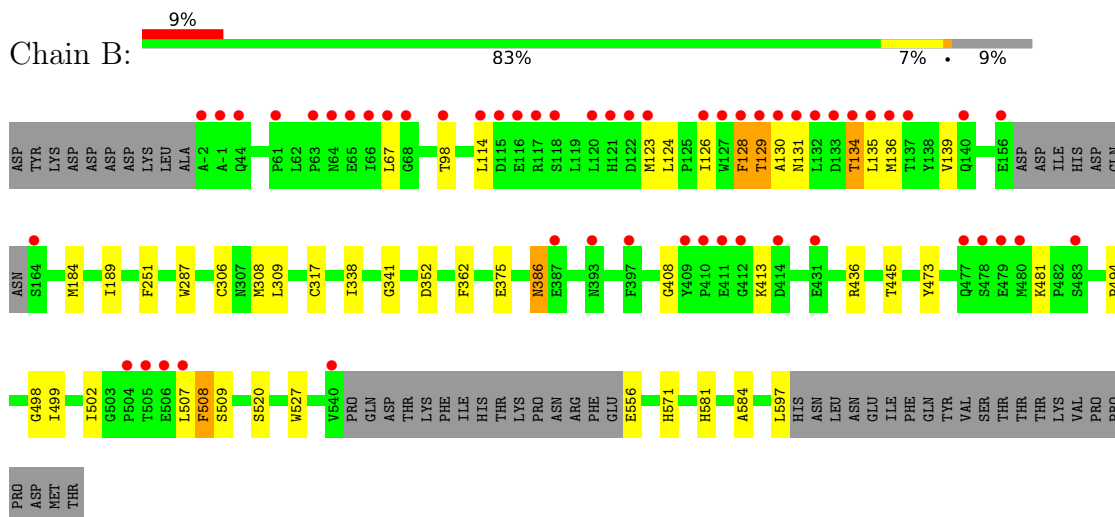 9%
Chain B:
83% 7% • 9%
ASP TYR LYS ASP ASP ASP ASP LYS LEU ALA A-2 A-1 Q44 P61 L62 P63 N64 E65 I66 L67 G68 T98 L114 D115 E116 R117 S118 L119 L120 H121 D122 M123 L124 P125 I126 W127 F128 T129 A130 N131 L132 D133 T134 L135 M136 T137 Y138 V139 Q140 E156 ASP ASP ILE HIS ASP GLN
ASN S164 M184 I189 F251 W287 C306 N307 M308 L309 C317 I338 G341 D352 F362 E375 N386 E387 N393 F397 G408 Y409 P410 E411 G412 K413 D414 E431 R436 T445 Y473 Q477 S478 E479 M480 K481 P482 S483
G498 I499 I502 G503 P504 T505 E506 L507 F508 S509 S520 W527 V540 PRO GLN ASP THR LYS PHE ILE HIS THR LYS PRO ASN ARG PHE GLU E556 H571 H581 A584 L597 HIS ASN LEU ASN GLU ILE PHE GLN TYR VAL SER THR THR THR LYS VAL PRO PRO
PRO ASP MET THR